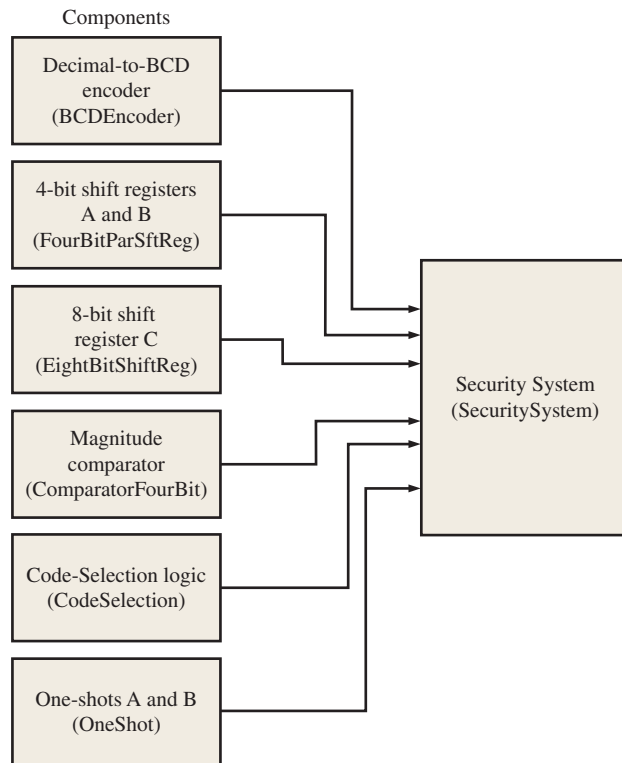 Components
Decimal-to-BCD
encoder
(BCDEncoder)
4-bit shift registers
A and B
(FourBitParSftReg)
8-bit shift
register C
(EightBitShiftReg)
Magnitude
comparator
(ComparatorFourBit)
Code-Selection logic
(CodeSelection)
One-shots A and B
(OneShot)
Security System
(SecuritySystem)